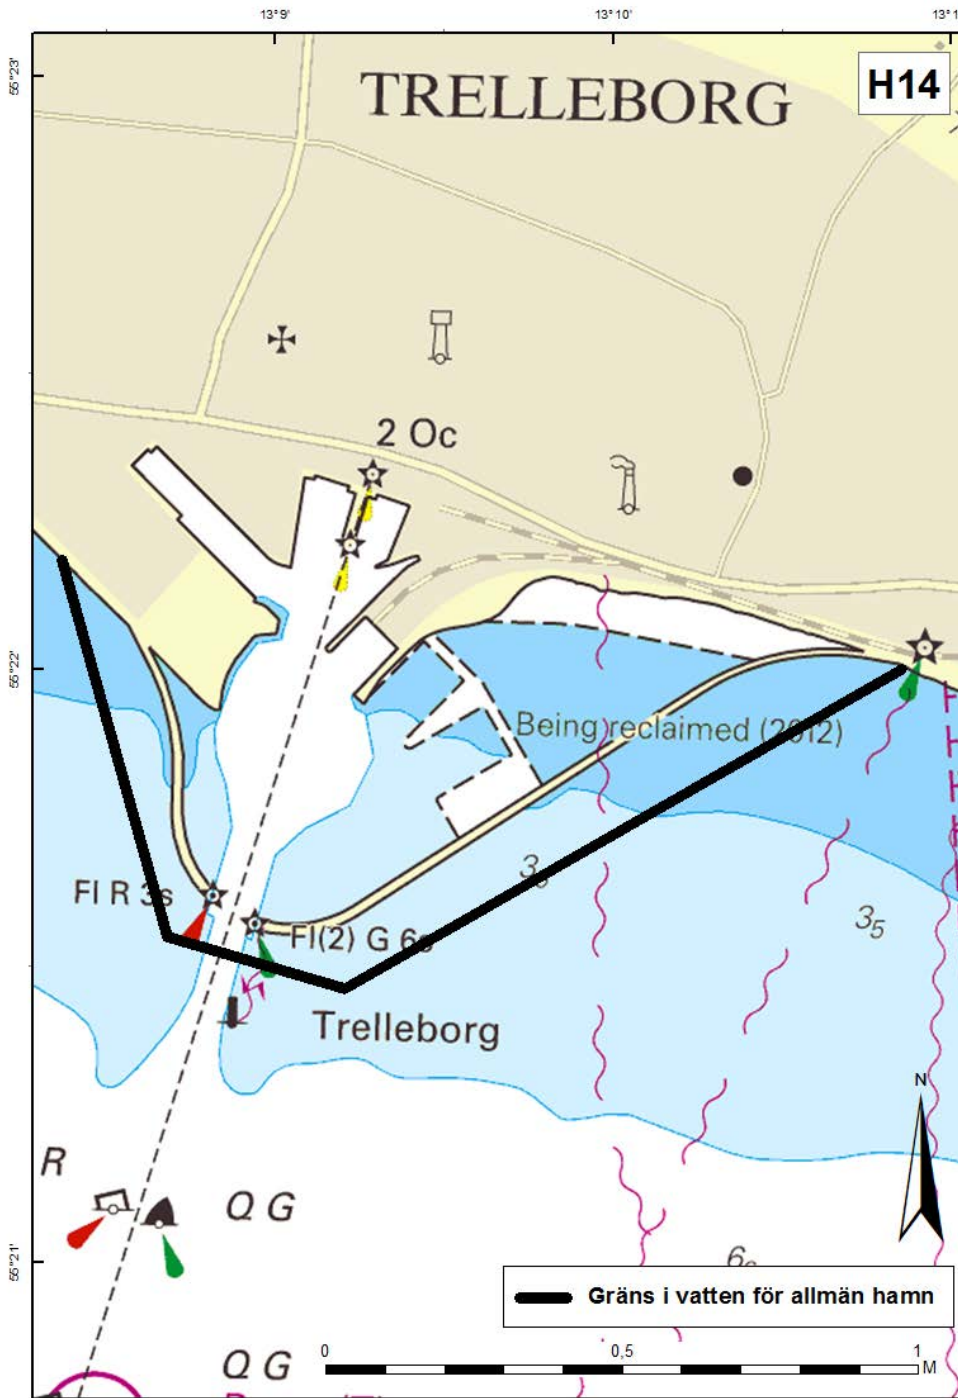 13°9'
13°10'
55°23'
TRELLEBORG
H14
2 Oc
55°22'
Being reclaimed (2012)
3
Fl R 3s
3₅
Fl(2) G 6s
Trelleborg
N
R
Q G
55°21'
6
Gräns i vatten för allmän hamn
Q G
0
0,5
1
M